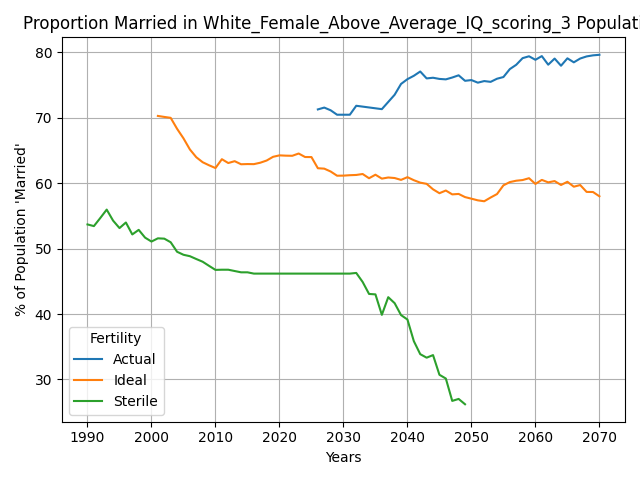 Proportion Married in White_Female_Above_Average_IQ_scoring_3 Populati
80
70
60
50
40
30
% of Population 'Married'
Fertility
Actual
Ideal
Sterile
1990 2000 2010 2020 2030 2040 2050 2060 2070
Years